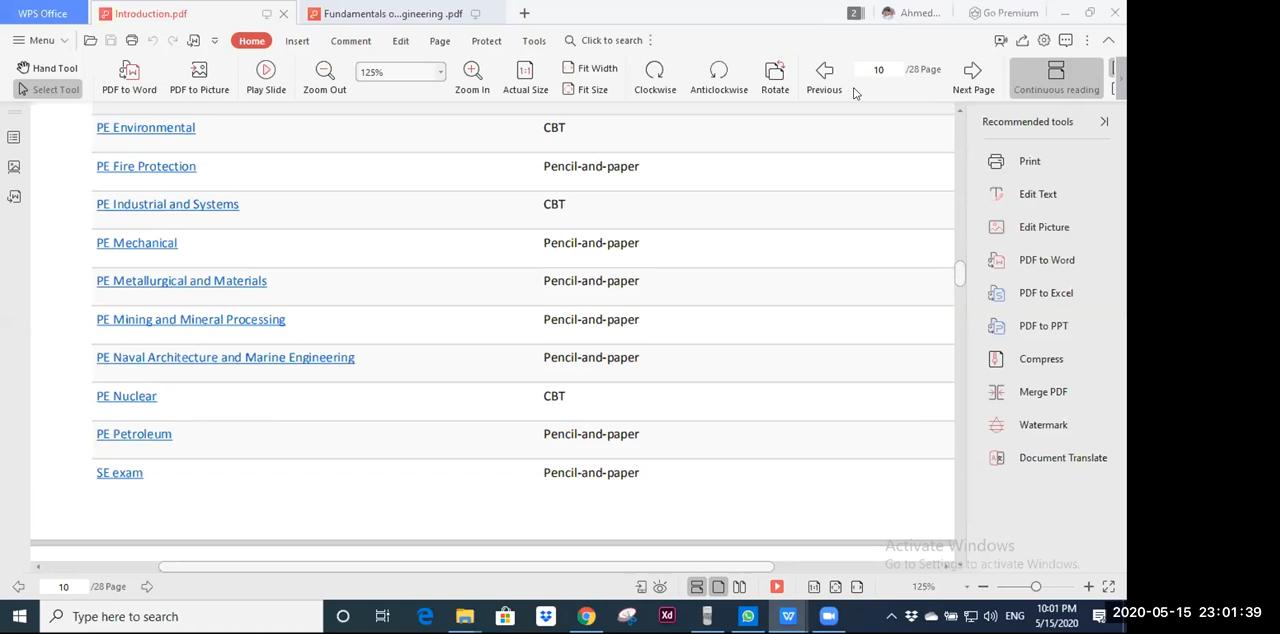 WPS Office Introduction.pdf Fundamentals o...gineering .pdf 2 Ahmed... Go Premium
Menu Home Insert Comment Edit Page Protect Tools Click to search
Hand Tool 125% Fit Width 10 /28 Page
Select Tool PDF to Word PDF to Picture Play Slide Zoom Out Zoom In 1:1 Actual Size Fit Size Clockwise Anticlockwise Rotate Previous Next Page Continuous reading
Recommended tools
PE Environmental CBT
Print
PE Fire Protection Pencil-and-paper
Edit Text
PE Industrial and Systems CBT
Edit Picture
PE Mechanical Pencil-and-paper
PDF to Word
PE Metallurgical and Materials Pencil-and-paper
PDF to Excel
PE Mining and Mineral Processing Pencil-and-paper
PDF to PPT
PE Naval Architecture and Marine Engineering Pencil-and-paper
Compress
PE Nuclear CBT
Merge PDF
Watermark
PE Petroleum Pencil-and-paper
Document Translate
SE exam Pencil-and-paper
Activate Windows
Go to Settings to activate Windows.
10 /28 Page 125%
Type here to search Xd ENG 10:01 PM
5/15/2020
2020-05-15 23:01:39